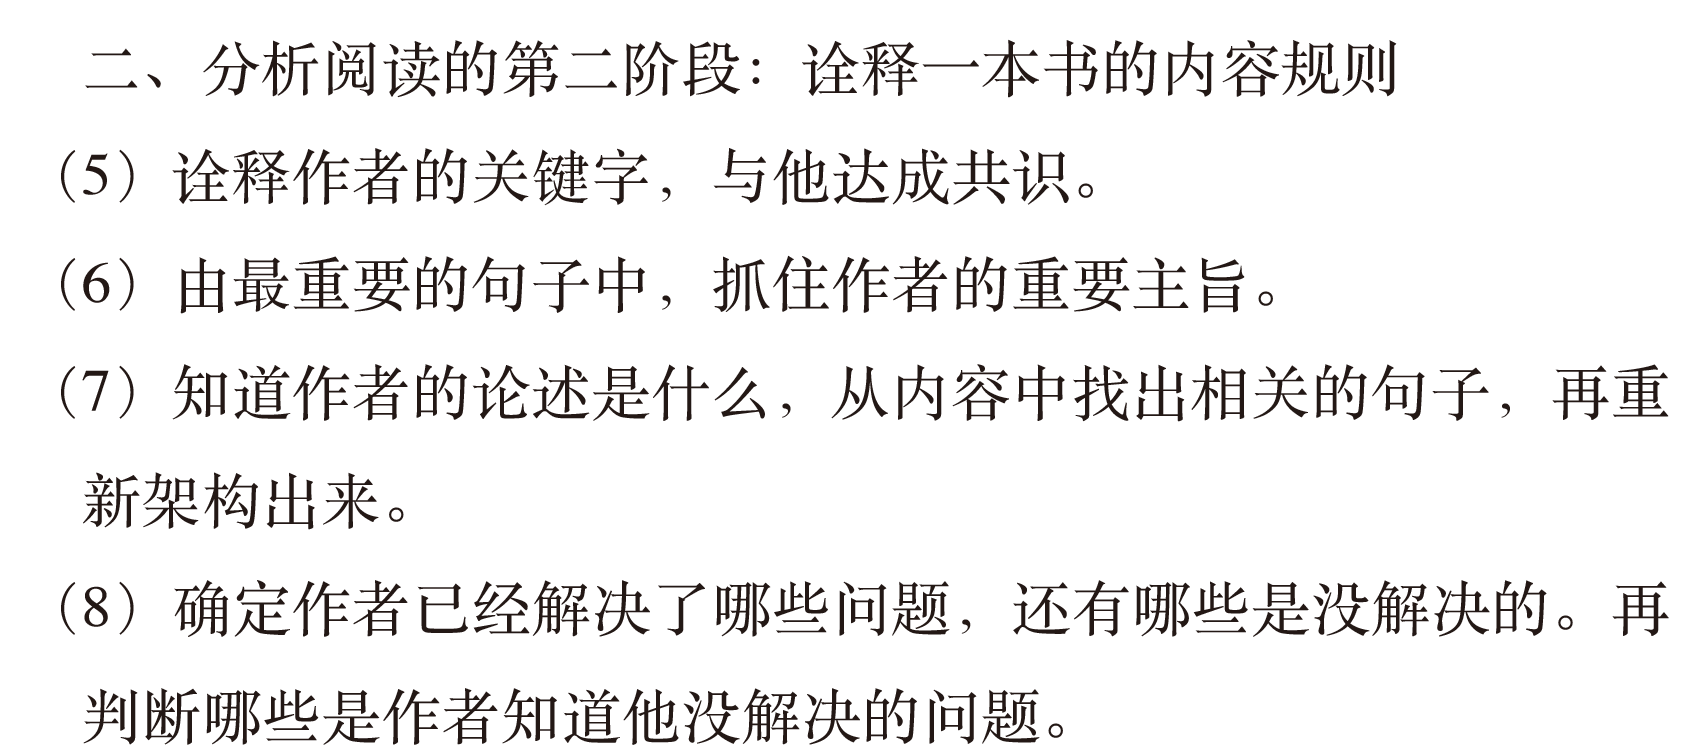 二、分析阅读的第二阶段：诠释一本书的内容规则
（5）诠释作者的关键字，与他达成共识。
（6）由最重要的句子中，抓住作者的重要主旨。
（7）知道作者的论述是什么，从内容中找出相关的句子，再重
新架构出来。
（8）确定作者已经解决了哪些问题，还有哪些是没解决的。再
判断哪些是作者知道他没解决的问题。